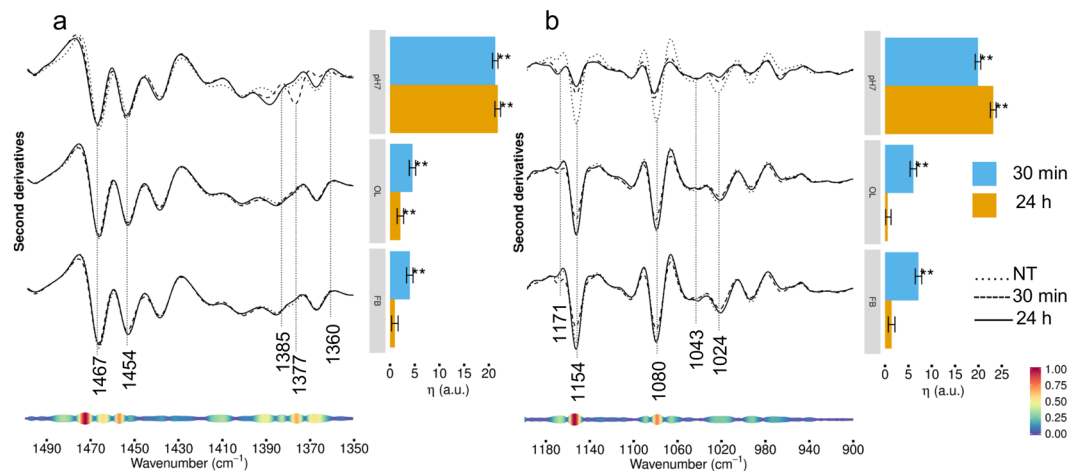 a
b
Second derivatives
Second derivatives
pH7
OL
FB
pH7
OL
FB
**
**
**
**
**
**
**
**
**
30 min
24 h
NT
30 min
24 h
1467
1454
1385
1377
1360
1171
1154
1080
1043
1024
0 5 10 15 20
η (a.u.)
0 5 10 15 20 25
η (a.u.)
1.00
0.75
0.50
0.25
0.00
1490 1470 1450 1430 1410 1390 1370 1350
Wavenumber (cm⁻¹)
1180 1140 1100 1060 1020 980 940 900
Wavenumber (cm⁻¹)